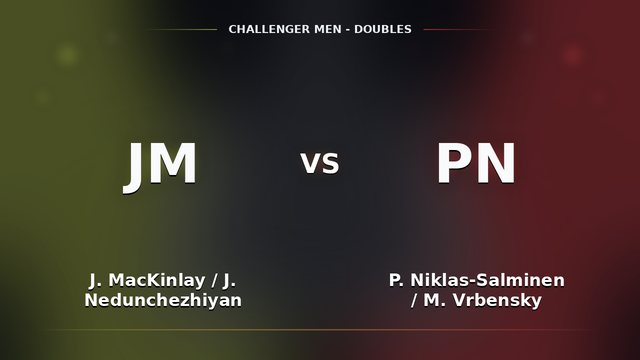 CHALLENGER MEN - DOUBLES
JM
VS
PN
J. MacKinlay / J.
Nedunchezhiyan
P. Niklas-Salminen
/ M. Vrbensky